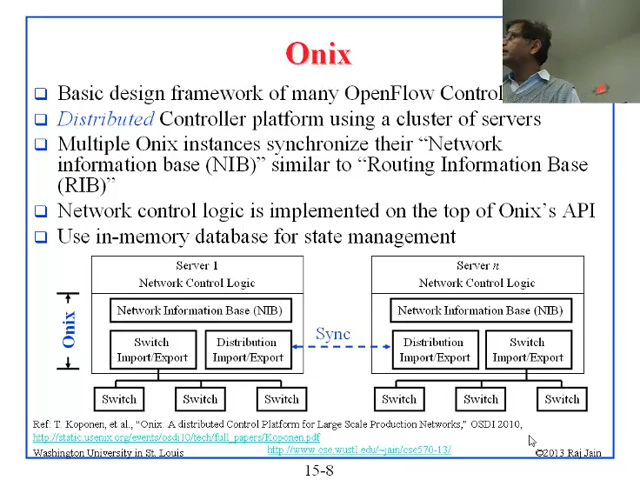 Onix
Basic design framework of many OpenFlow
Distributed Controller platform using a cluster of servers
Multiple Onix instances synchronize their “Network
information base (NIB)” similar to “Routing Information Base
(RIB)”
Network control logic is implemented on the top of Onix’s API
Use in-memory database for state management
Server 1
Network Control Logic
Network Information Base (NIB)
Switch
Import/Export
Distribution
Import/Export
Switch
Switch
Switch
Onix
Sync
Server n
Network Control Logic
Network Information Base (NIB)
Distribution
Import/Export
Switch
Import/Export
Switch
Switch
Switch
Ref: T. Koponen, et al., “Onix: A distributed Control Platform for Large Scale Production Networks,” OSDI 2010,
http://static.usenix.org/events/osdi10/tech/full_papers/Koponen.pdf
http://www.cse.wustl.edu/~jain/cse570-13/
Washington University in St. Louis
©2013 Raj Jain
15-8